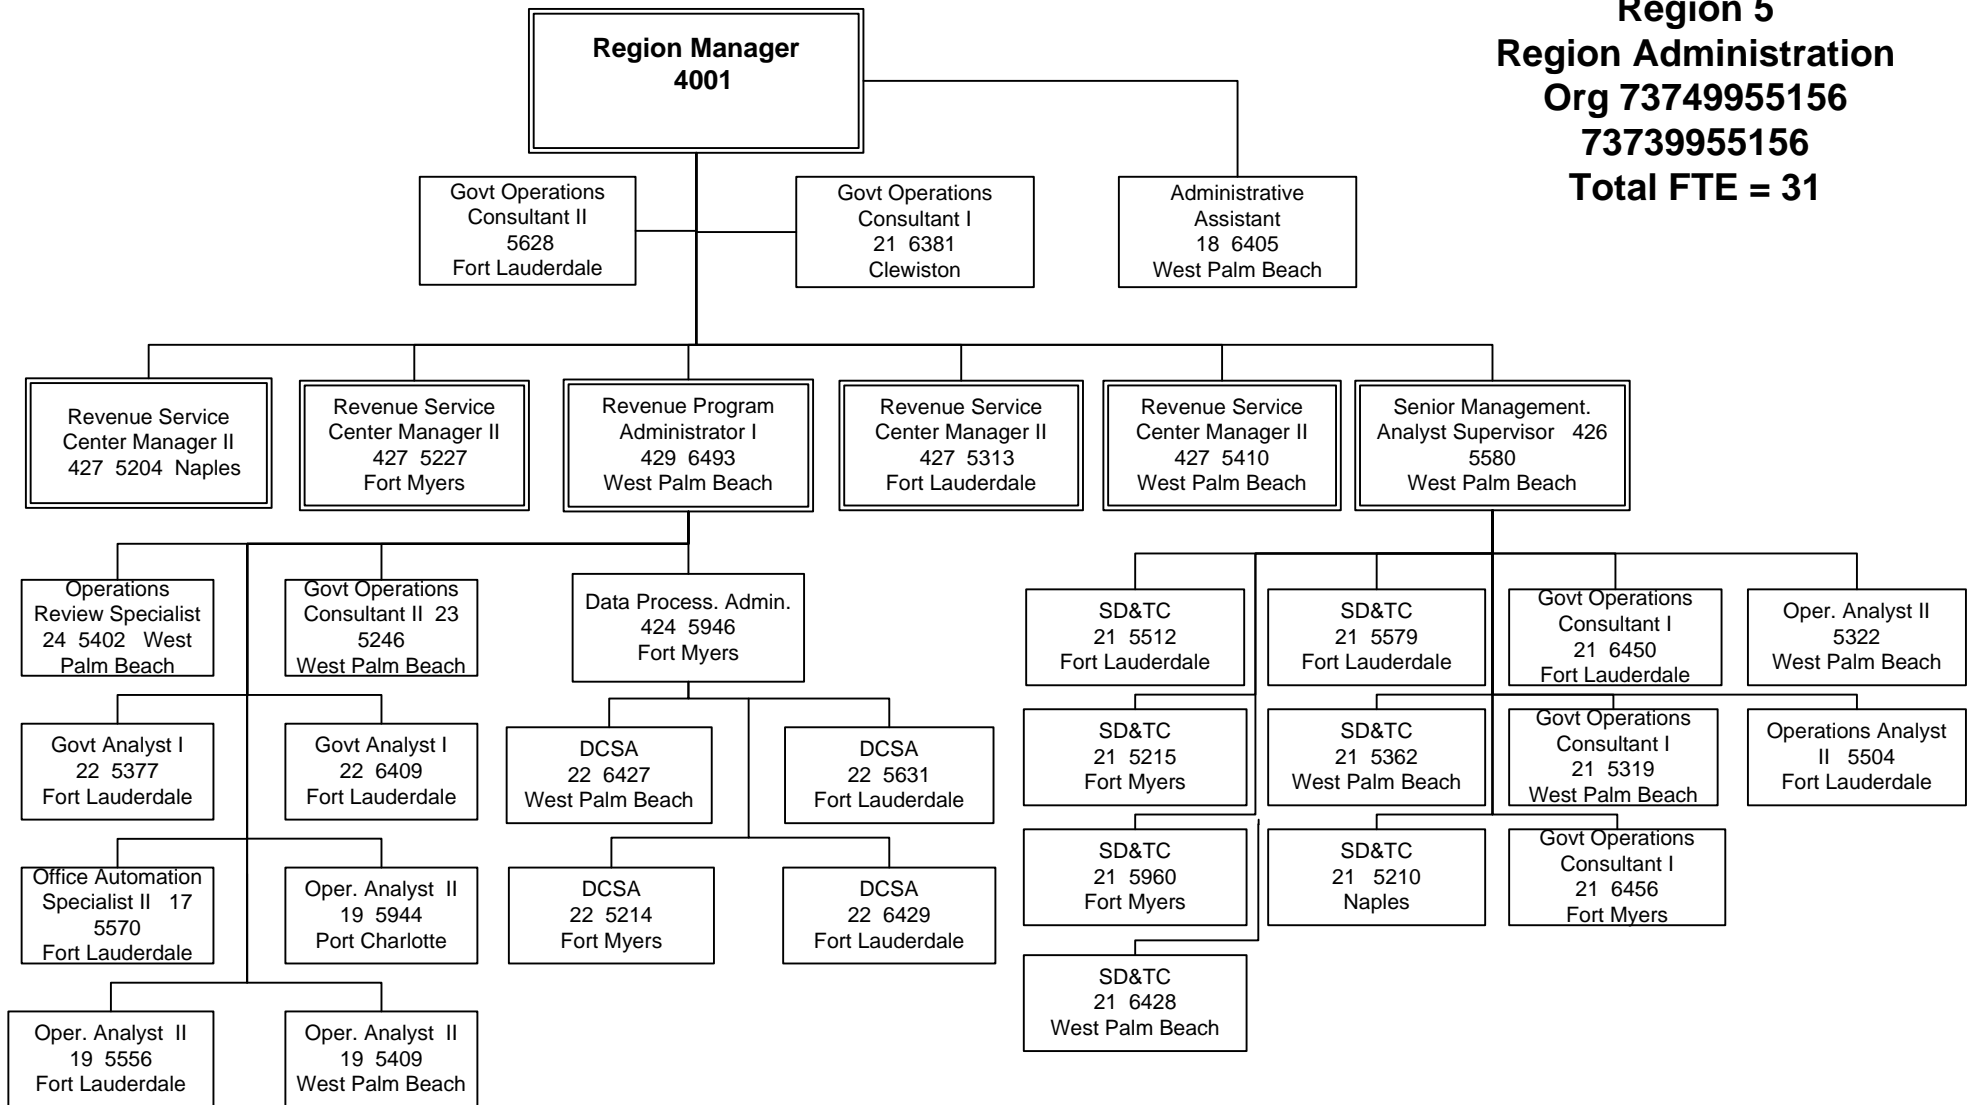 Region 5
Region Administration
Org 73749955156
73739955156
Total FTE = 31
Region Manager
4001
Govt Operations
Consultant II
5628
Fort Lauderdale
Govt Operations
Consultant I
21 6381
Clewiston
Administrative
Assistant
18 6405
West Palm Beach
Revenue Service
Center Manager II
427 5204 Naples
Revenue Service
Center Manager II
427 5227
Fort Myers
Revenue Program
Administrator I
429 6493
West Palm Beach
Revenue Service
Center Manager II
427 5313
Fort Lauderdale
Revenue Service
Center Manager II
427 5410
West Palm Beach
Senior Management.
Analyst Supervisor 426
5580
West Palm Beach
Operations
Review Specialist
24 5402 West
Palm Beach
Govt Operations
Consultant II 23
5246
West Palm Beach
Data Process. Admin.
424 5946
Fort Myers
SD&TC
21 5512
Fort Lauderdale
SD&TC
21 5579
Fort Lauderdale
Govt Operations
Consultant I
21 6450
Fort Lauderdale
Oper. Analyst II
5322
West Palm Beach
Govt Analyst I
22 5377
Fort Lauderdale
Govt Analyst I
22 6409
Fort Lauderdale
DCSA
22 6427
West Palm Beach
DCSA
22 5631
Fort Lauderdale
SD&TC
21 5215
Fort Myers
SD&TC
21 5362
West Palm Beach
Govt Operations
Consultant I
21 5319
West Palm Beach
Operations Analyst
II 5504
Fort Lauderdale
Office Automation
Specialist II 17
5570
Fort Lauderdale
Oper. Analyst II
19 5944
Port Charlotte
DCSA
22 5214
Fort Myers
DCSA
22 6429
Fort Lauderdale
SD&TC
21 5960
Fort Myers
SD&TC
21 5210
Naples
Govt Operations
Consultant I
21 6456
Fort Myers
SD&TC
21 6428
West Palm Beach
Oper. Analyst II
19 5556
Fort Lauderdale
Oper. Analyst II
19 5409
West Palm Beach